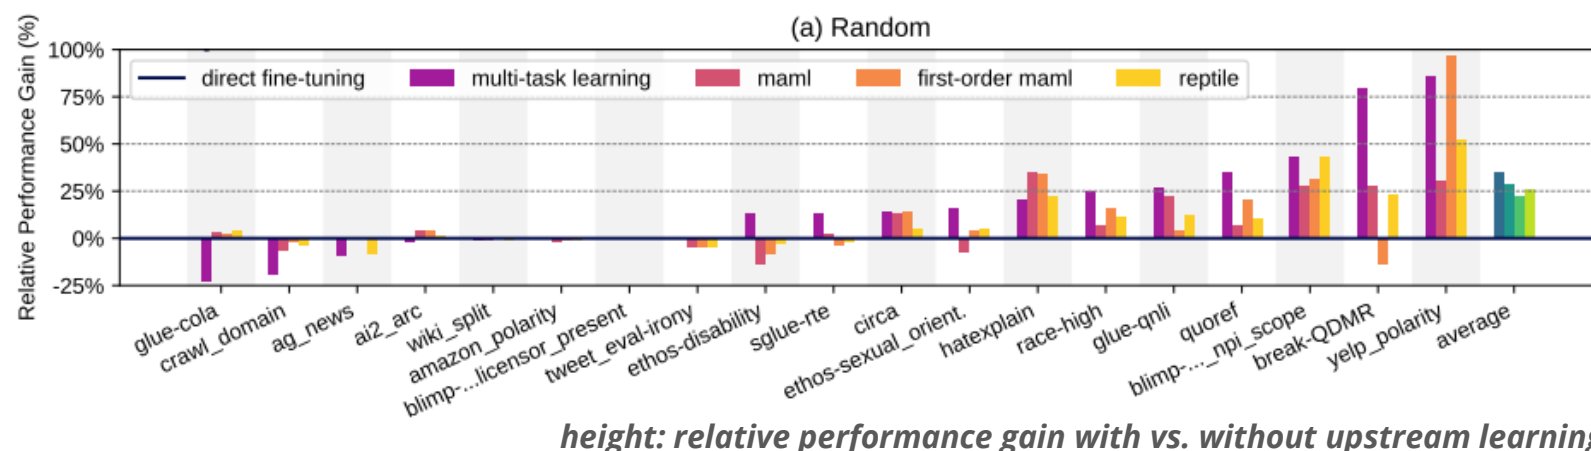 (a) Random
Relative Performance Gain (%)
100%
75%
50%
25%
0%
-25%
direct fine-tuning multi-task learning maml first-order maml reptile
glue-cola
crawl_domain
ag_news
ai2_arc
wiki_split
amazon_polarity
blimp-...licensor_present
tweet_eval-irony
ethos-disability
sglue-rte
circa
ethos-sexual_orient.
hatexplain
race-high
glue-qnli
quoref
blimp-..._npi_scope
break-QDMR
yelp_polarity
average
height: relative performance gain with vs. without upstream learning